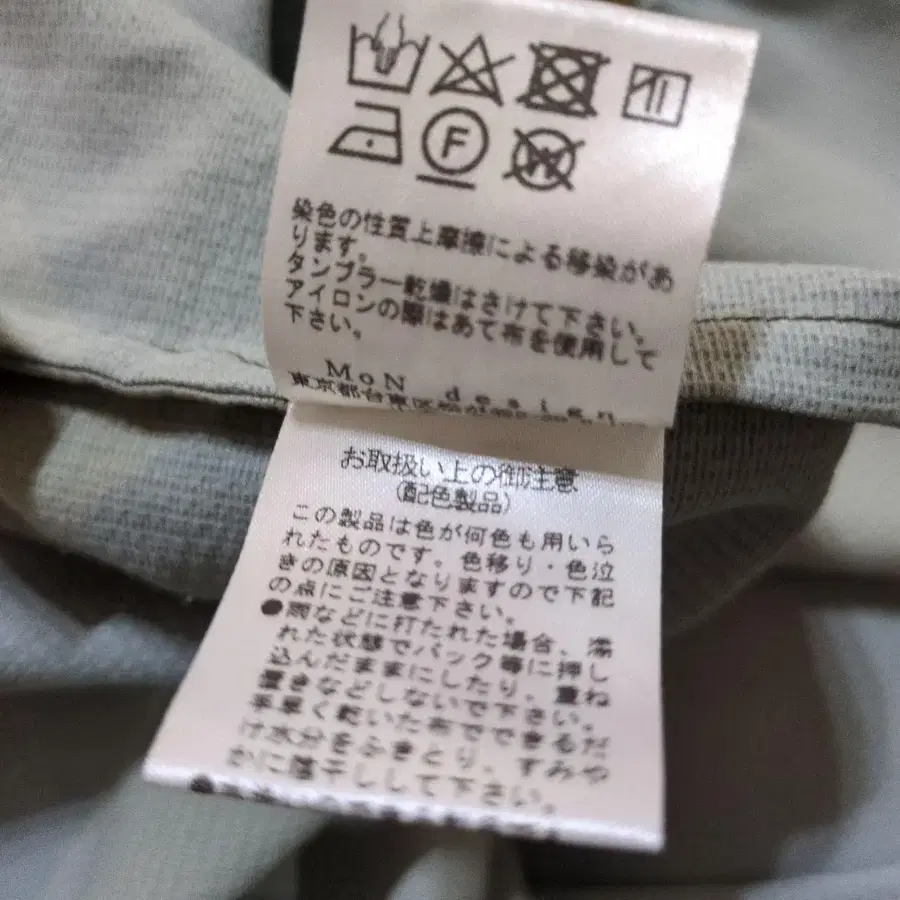 F
W
染色の性質上摩擦による移染があ
ります。
タンブラー乾燥はさけて下さい。
アイロンの際はあて布を使用して
下さい。
MoN design
東京都台東区
お取扱い上の御注意
(配色製品)
この製品は色が何色も用いら
れたものです。色移り・色泣
きの原因となりますので下記
の点にご注意下さい。
●雨などに打たれた場合、濡
れた状態でバック等に押し
込んだままにしたり、重ね
置きなどしないで下さい。
手早く乾いた布でできるだ
け水分をふきとり、すみや
かに陰干しして下さい。